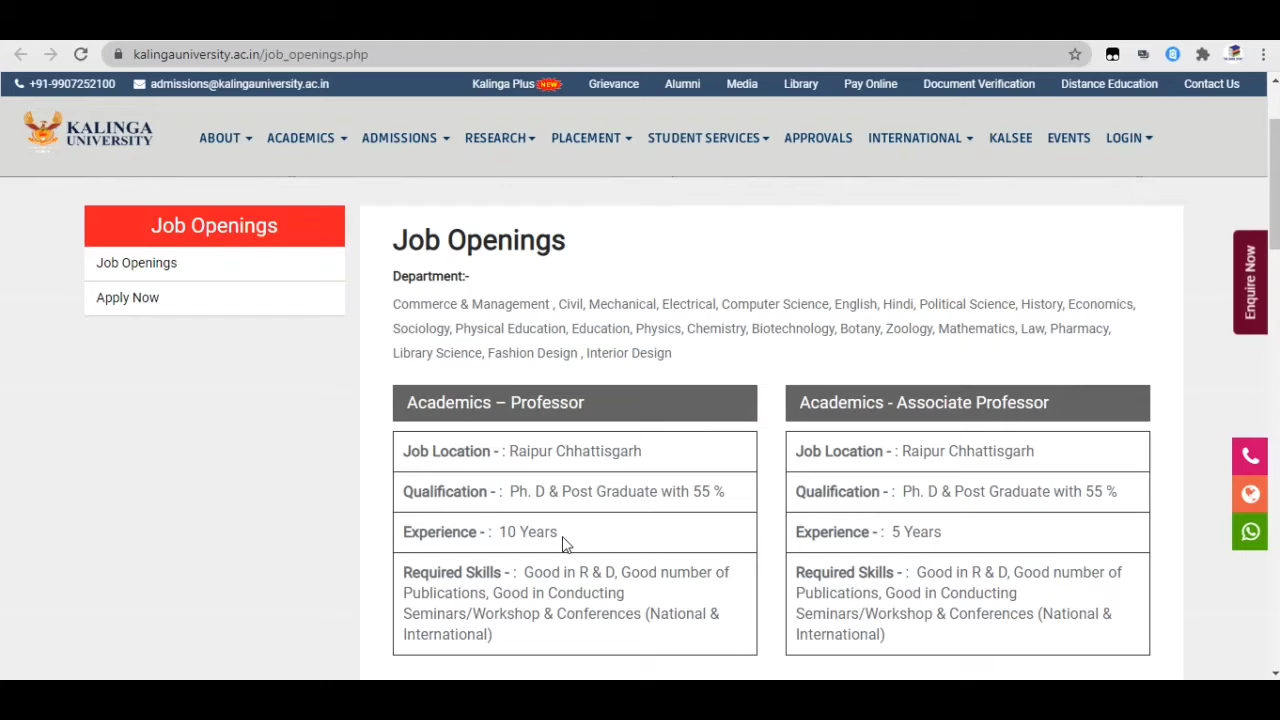 kalingauniversity.ac.in/job_openings.php
+91-9907252100 admissions@kalingauniversity.ac.in Kalinga Plus NEW Grievance Alumni Media Library Pay Online Document Verification Distance Education Contact Us
KALINGA
UNIVERSITY
ABOUT ACADEMICS ADMISSIONS RESEARCH PLACEMENT STUDENT SERVICES APPROVALS INTERNATIONAL KALSEE EVENTS LOGIN
Job Openings
Job Openings
Apply Now
Job Openings
Department:-
Commerce & Management , Civil, Mechanical, Electrical, Computer Science, English, Hindi, Political Science, History, Economics,
Sociology, Physical Education, Education, Physics, Chemistry, Biotechnology, Botany, Zoology, Mathematics, Law, Pharmacy,
Library Science, Fashion Design , Interior Design
Academics – Professor
Job Location - : Raipur Chhattisgarh
Qualification - : Ph. D & Post Graduate with 55 %
Experience - : 10 Years
Required Skills - : Good in R & D, Good number of
Publications, Good in Conducting
Seminars/Workshop & Conferences (National &
International)
Academics - Associate Professor
Job Location - : Raipur Chhattisgarh
Qualification - : Ph. D & Post Graduate with 55 %
Experience - : 5 Years
Required Skills - : Good in R & D, Good number of
Publications, Good in Conducting
Seminars/Workshop & Conferences (National &
International)
Enquire Now